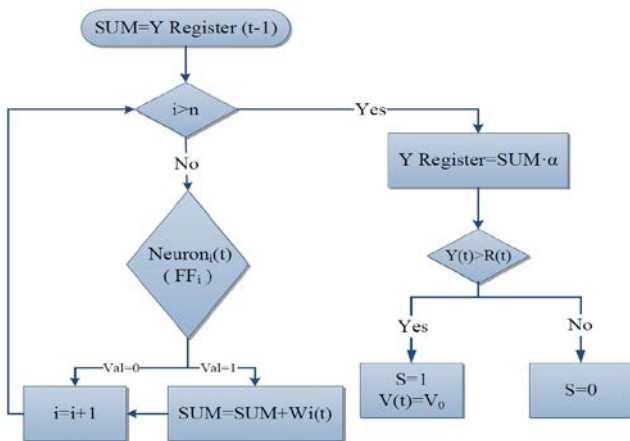 SUM=Y Register (t-1)
i>n
Yes
No
Y Register=SUM·α
Neuronᵢ(t)
( FFᵢ )
Y(t)>R(t)
Yes
No
Val=0
Val=1
i=i+1
SUM=SUM+Wi(t)
S=1
V(t)=V₀
S=0